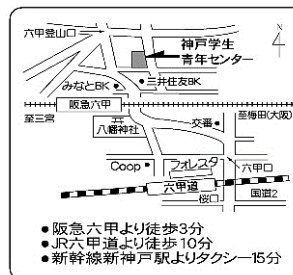 六甲登山口
N
4
神戸学生
青年センター
みなとBK
三井住友BK
阪急六甲
至三宮
至梅田(大阪)
八幡神社
交番
六甲口
Coop
フォレスタ
桜口
六甲道
国道2
●阪急六甲より徒歩3分
●JR六甲道より徒歩10分
●新幹線新神戸駅よりタクシー15分